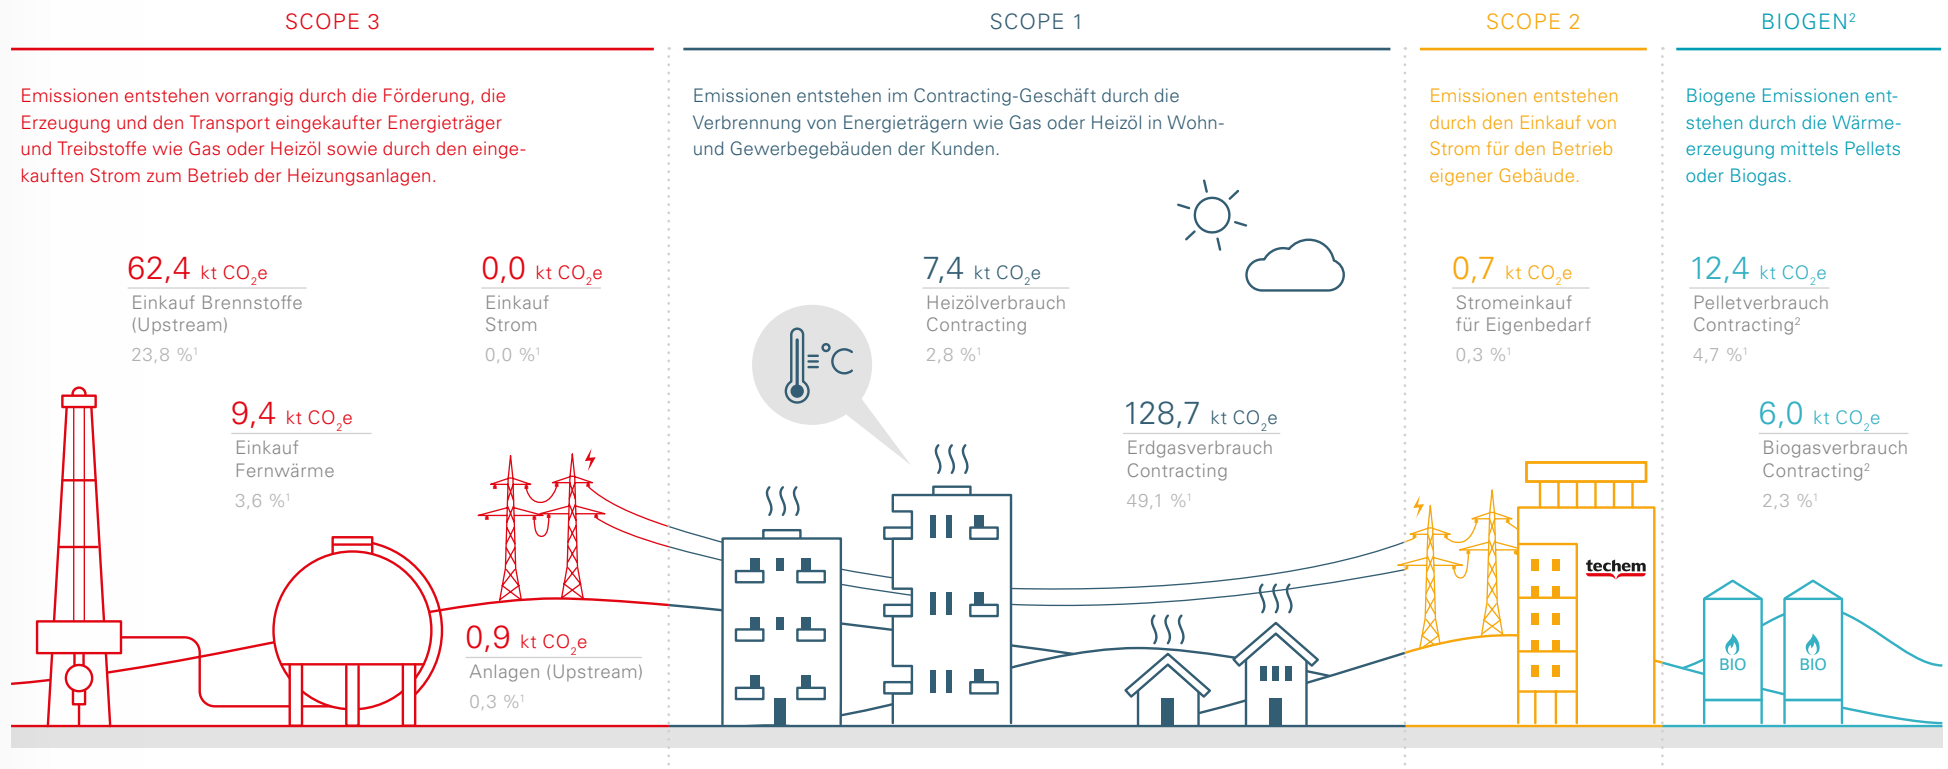 SCOPE 3
Emissionen entstehen vorrangig durch die Förderung, die
Erzeugung und den Transport eingekaufter Energieträger
und Treibstoffe wie Gas oder Heizöl sowie durch den einge-
kauften Strom zum Betrieb der Heizungsanlagen.
62,4 kt CO₂e
Einkauf Brennstoffe
(Upstream)
23,8 %¹
0,0 kt CO₂e
Einkauf
Strom
0,0 %¹
9,4 kt CO₂e
Einkauf
Fernwärme
3,6 %¹
0,9 kt CO₂e
Anlagen (Upstream)
0,3 %¹
SCOPE 1
Emissionen entstehen im Contracting-Geschäft durch die
Verbrennung von Energieträgern wie Gas oder Heizöl in Wohn-
und Gewerbegebäuden der Kunden.
°C
7,4 kt CO₂e
Heizölverbrauch
Contracting
2,8 %¹
128,7 kt CO₂e
Erdgasverbrauch
Contracting
49,1 %¹
SCOPE 2
Emissionen entstehen
durch den Einkauf von
Strom für den Betrieb
eigener Gebäude.
0,7 kt CO₂e
Stromeinkauf
für Eigenbedarf
0,3 %¹
techem
BIOGEN²
Biogene Emissionen ent-
stehen durch die Wärme-
erzeugung mittels Pellets
oder Biogas.
12,4 kt CO₂e
Pelletverbrauch
Contracting²
4,7 %¹
6,0 kt CO₂e
Biogasverbrauch
Contracting²
2,3 %¹
BIO
BIO